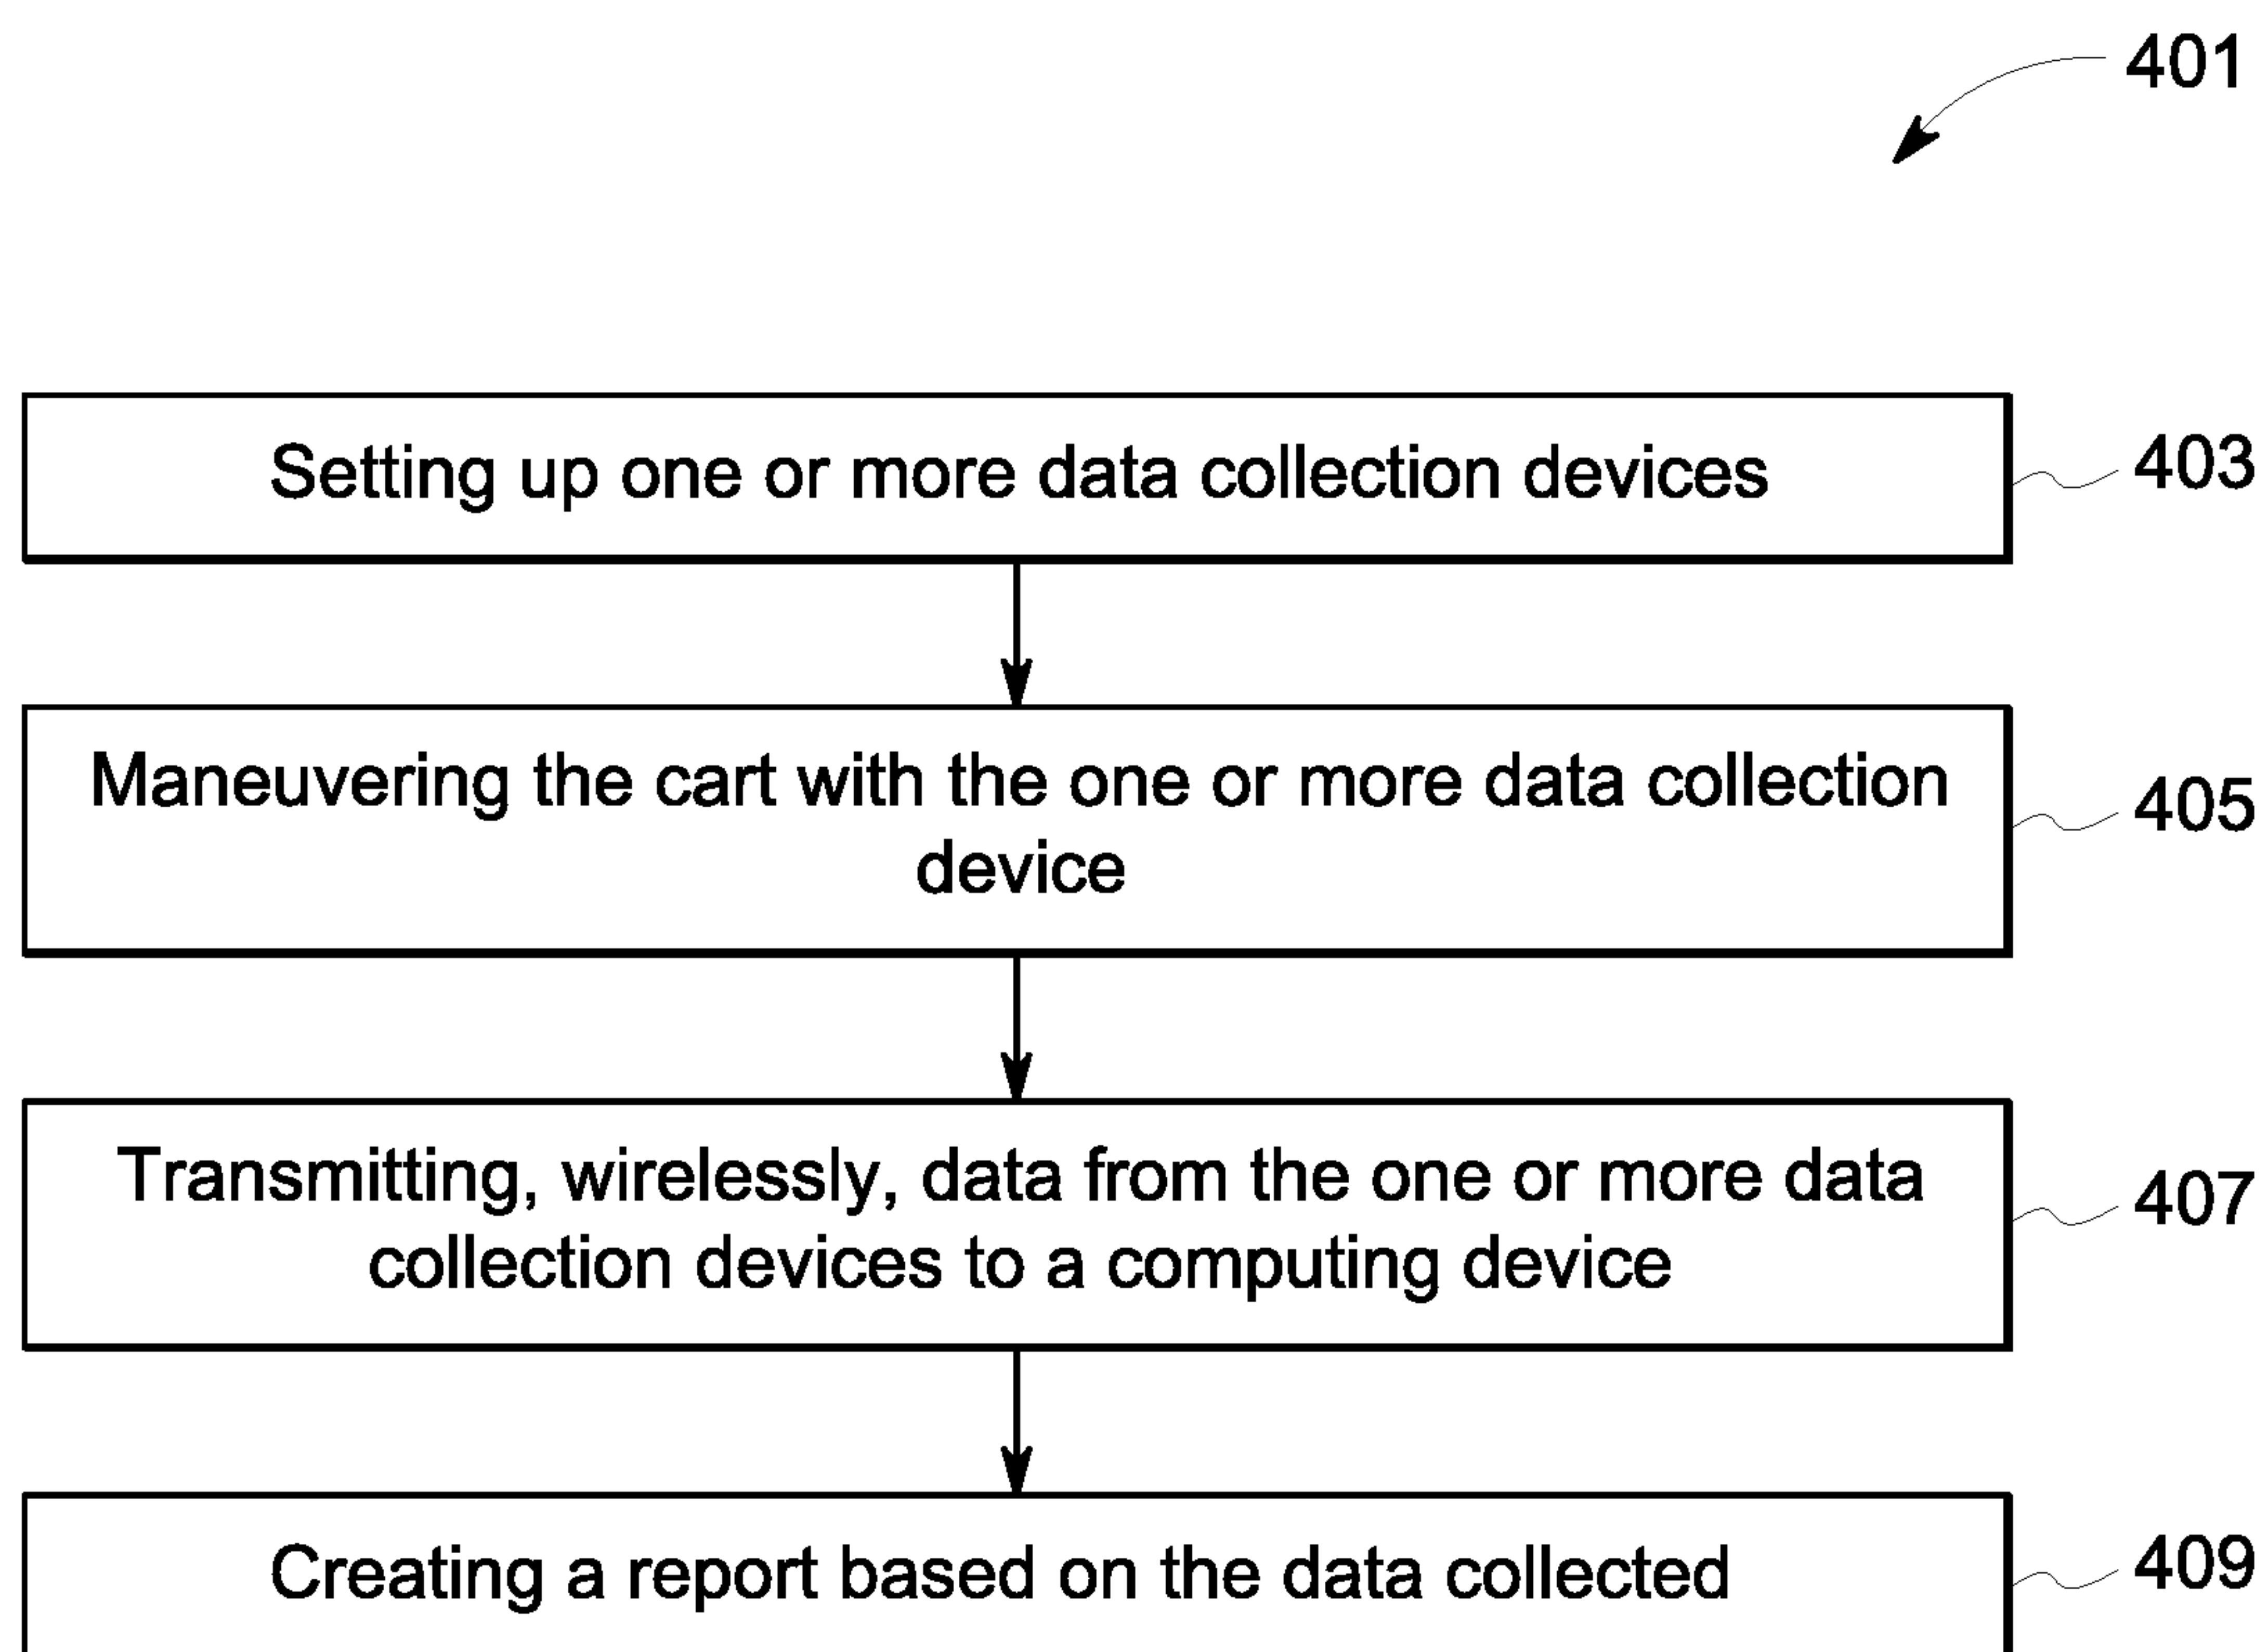 401
Setting up one or more data collection devices
403
Maneuvering the cart with the one or more data collection
device
405
Transmitting, wirelessly, data from the one or more data
collection devices to a computing device
407
Creating a report based on the data collected
409